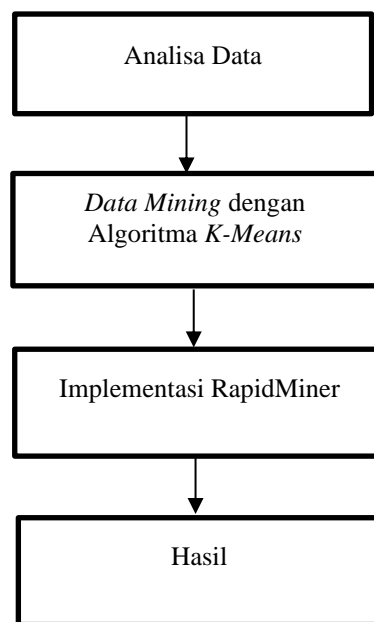 Analisa Data
Data Mining dengan
Algoritma K-Means
Implementasi RapidMiner
Hasil